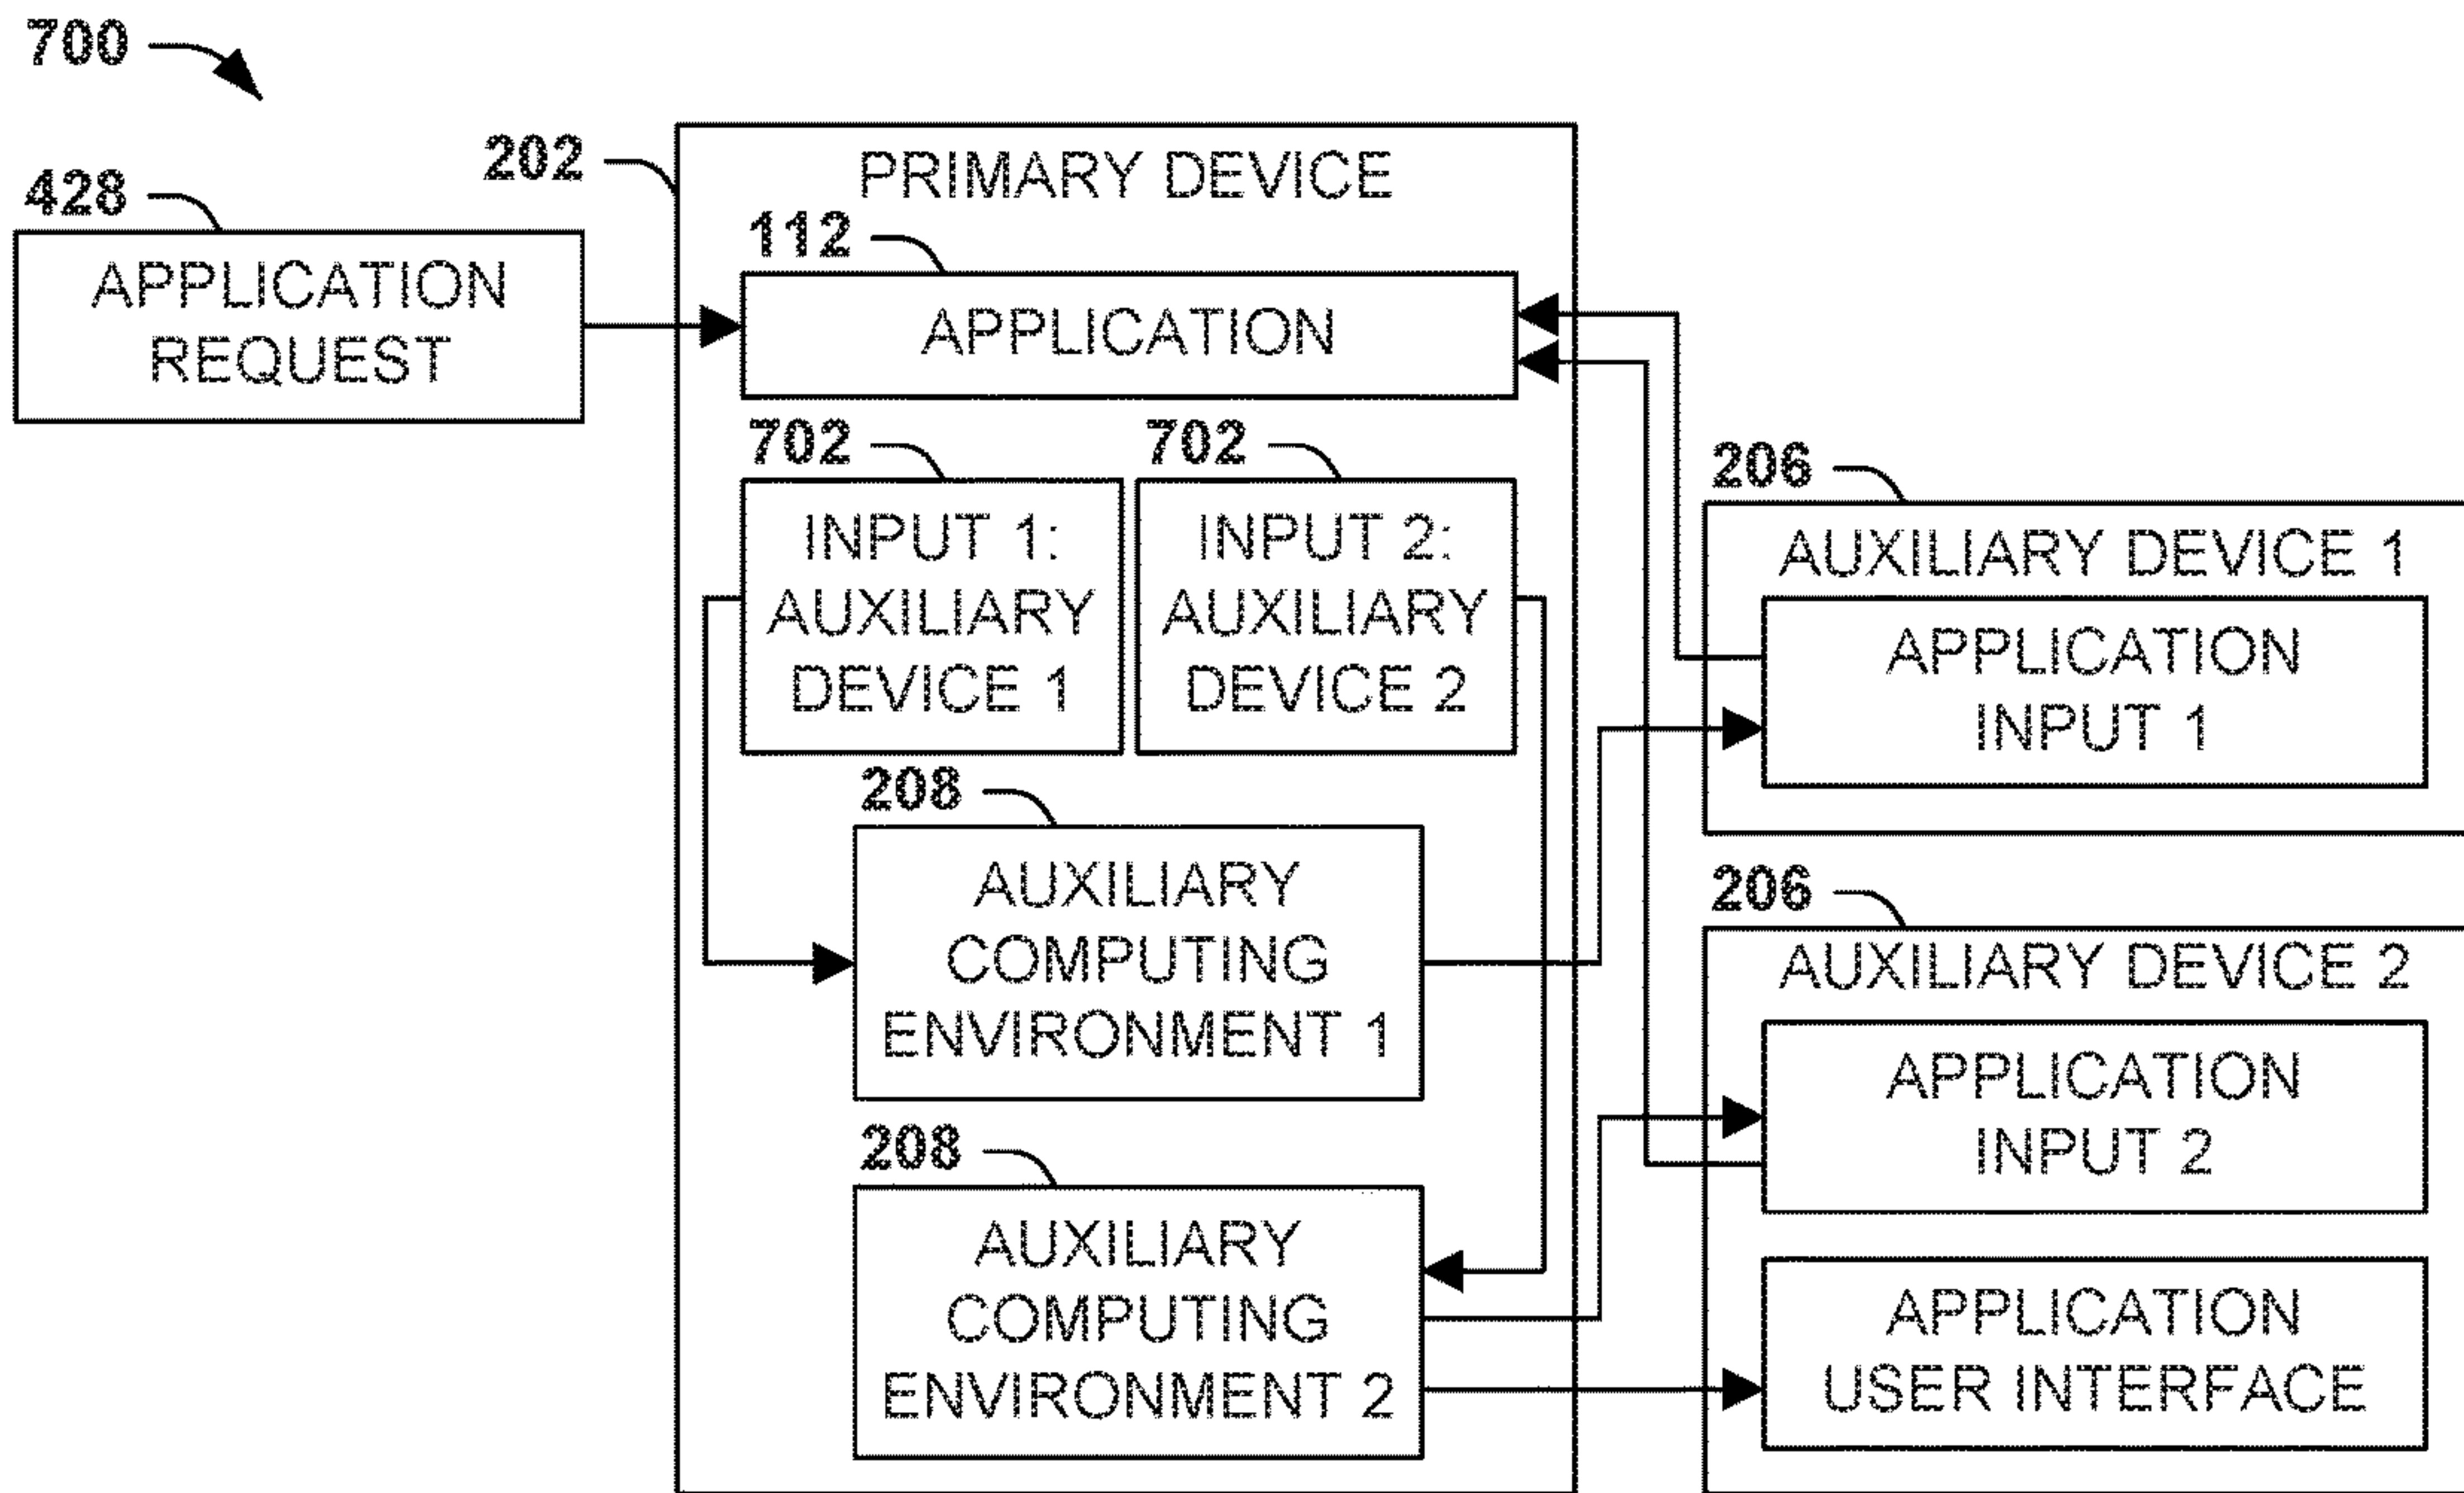 700
428
APPLICATION
REQUEST
202
PRIMARY DEVICE
112
APPLICATION
702
INPUT 1:
AUXILIARY
DEVICE 1
702
INPUT 2:
AUXILIARY
DEVICE 2
208
AUXILIARY
COMPUTING
ENVIRONMENT 1
208
AUXILIARY
COMPUTING
ENVIRONMENT 2
206
AUXILIARY DEVICE 1
APPLICATION
INPUT 1
206
AUXILIARY DEVICE 2
APPLICATION
INPUT 2
APPLICATION
USER INTERFACE